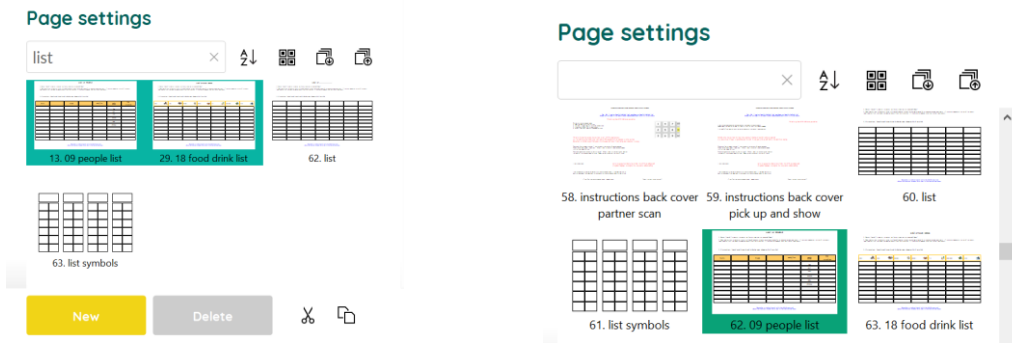 Page settings
list
13. 09 people list
29. 18 food drink list
62. list
63. list symbols
New
Delete
Page settings
58. instructions back cover
partner scan
59. instructions back cover
pick up and show
60. list
61. list symbols
62. 09 people list
63. 18 food drink list